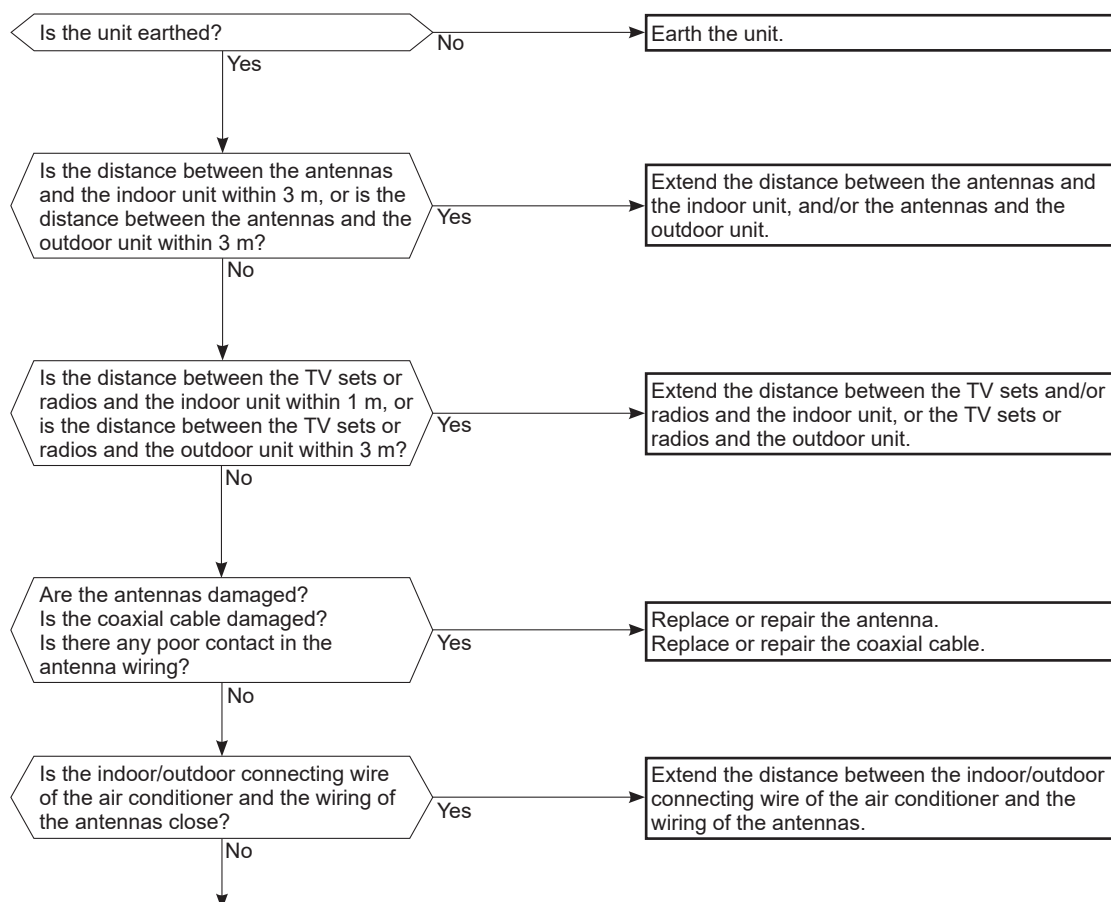 Is the unit earthed?
No
Earth the unit.
Yes
Is the distance between the antennas
and the indoor unit within 3 m, or is the
distance between the antennas and the
outdoor unit within 3 m?
Yes
Extend the distance between the antennas and
the indoor unit, and/or the antennas and the
outdoor unit.
No
Is the distance between the TV sets or
radios and the indoor unit within 1 m, or
is the distance between the TV sets or
radios and the outdoor unit within 3 m?
Yes
Extend the distance between the TV sets and/or
radios and the indoor unit, or the TV sets or
radios and the outdoor unit.
No
Are the antennas damaged?
Is the coaxial cable damaged?
Is there any poor contact in the
antenna wiring?
Yes
Replace or repair the antenna.
Replace or repair the coaxial cable.
No
Is the indoor/outdoor connecting wire
of the air conditioner and the wiring of
the antennas close?
Yes
Extend the distance between the indoor/outdoor
connecting wire of the air conditioner and the
wiring of the antennas.
No